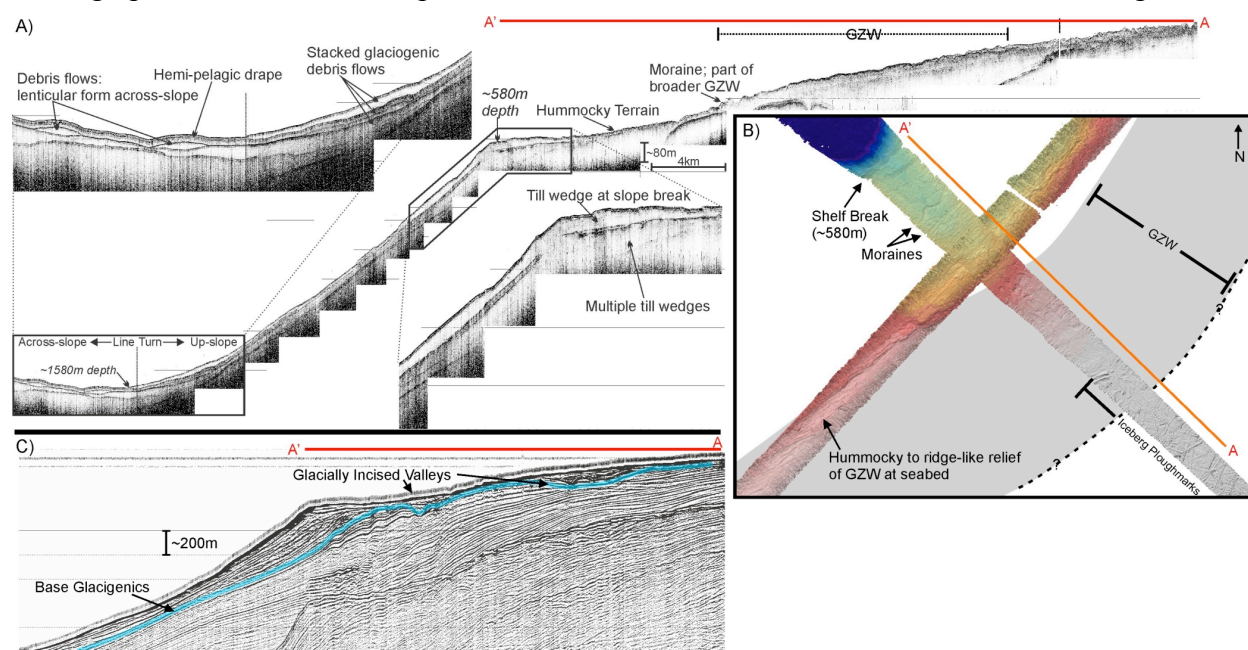 A)
A'
A
GZW
Debris flows:
lenticular form across-slope
Hemi-pelagic drape
Stacked glaciogenic
debris flows
~580m
depth
Hummocky Terrain
Moraine; part of
broader GZW
~80m
4km
Till wedge at slope break
Multiple till wedges
Across-slope
Line
Turn
Up-slope
~1580m depth
B)
A'
N
Shelf Break
(~580m)
Moraines
GZW
?
A
Iceberg Ploughmarks
?
Hummocky to ridge-like relief
of GZW at seabed
C)
A'
A
Glacially Incised Valleys
~200m
Base Glacigenics